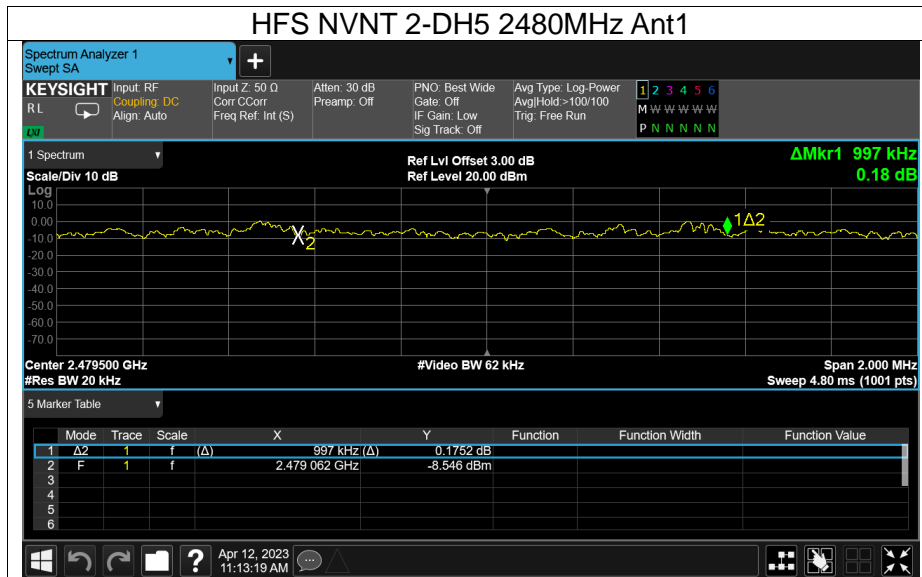 HFS NVNT 2-DH5 2480MHz Ant1
Spectrum Analyzer 1
Swept SA
+
KEYSIGHT
RL
LXI
Input: RF
Coupling: DC
Align: Auto
Input Z: 50 Ω
Corr CCorr
Freq Ref: Int (S)
Atten: 30 dB
Preamp: Off
PNO: Best Wide
Gate: Off
IF Gain: Low
Sig Track: Off
Avg Type: Log-Power
Avg|Hold:>100/100
Trig: Free Run
1 2 3 4 5 6
M W W W W W
P N N N N N
1 Spectrum
Scale/Div 10 dB
Ref Lvl Offset 3.00 dB
Ref Level 20.00 dBm
ΔMkr1 997 kHz
0.18 dB
Log
10.0
0.00
-10.0
-20.0
-30.0
-40.0
-50.0
-60.0
-70.0
X2
1Δ2
Center 2.479500 GHz
#Res BW 20 kHz
#Video BW 62 kHz
Span 2.000 MHz
Sweep 4.80 ms (1001 pts)
5 Marker Table
Mode Trace Scale X Y Function Function Width Function Value
1 Δ2 1 f (Δ) 997 kHz (Δ) 0.1752 dB
2 F 1 f 2.479 062 GHz -8.546 dBm
3
4
5
6
?
Apr 12, 2023
11:13:19 AM